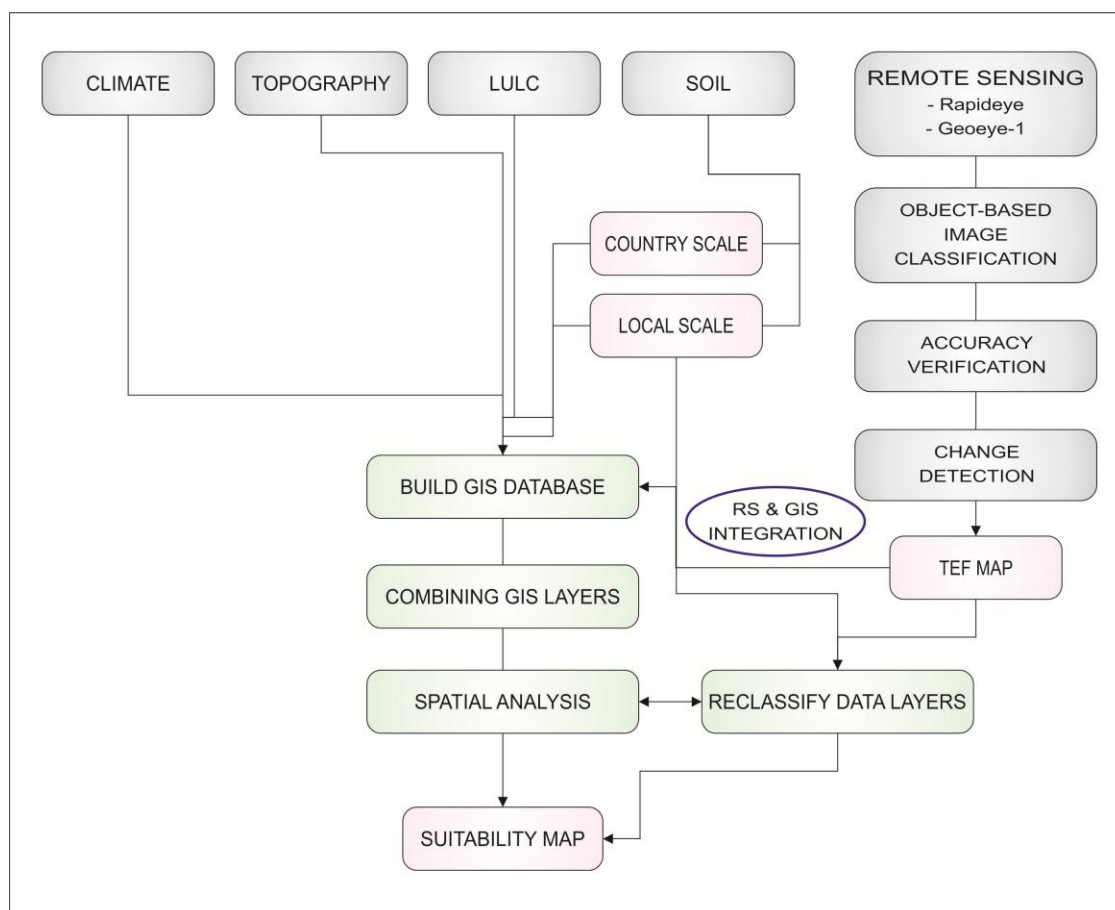 CLIMATE
TOPOGRAPHY
LULC
SOIL
REMOTE SENSING
- Rapideye
- Geoeye-1
OBJECT-BASED
IMAGE
CLASSIFICATION
COUNTRY SCALE
LOCAL SCALE
ACCURACY
VERIFICATION
CHANGE
DETECTION
BUILD GIS DATABASE
RS & GIS
INTEGRATION
TEF MAP
COMBINING GIS LAYERS
SPATIAL ANALYSIS
RECLASSIFY DATA LAYERS
SUITABILITY MAP